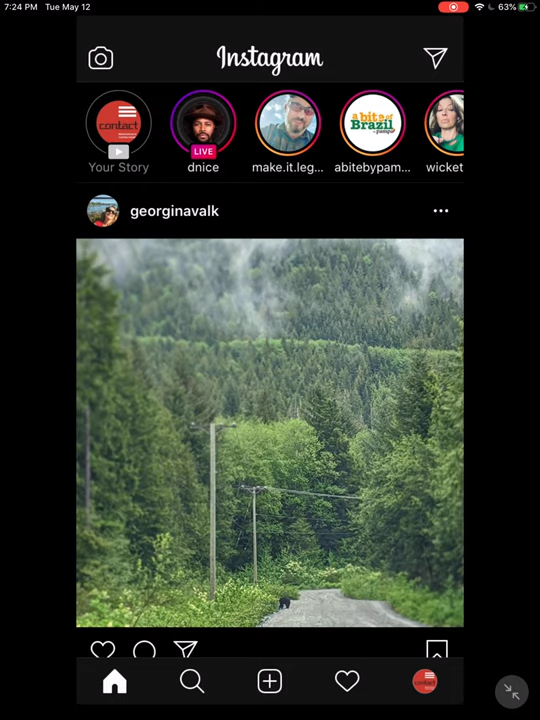 7:24 PM Tue May 12
63%
Instagram
contact
a bite of
Brazil
LIVE
Your Story
dnice
make.it.leg...
abitebypam...
wicket
georginavalk
contact